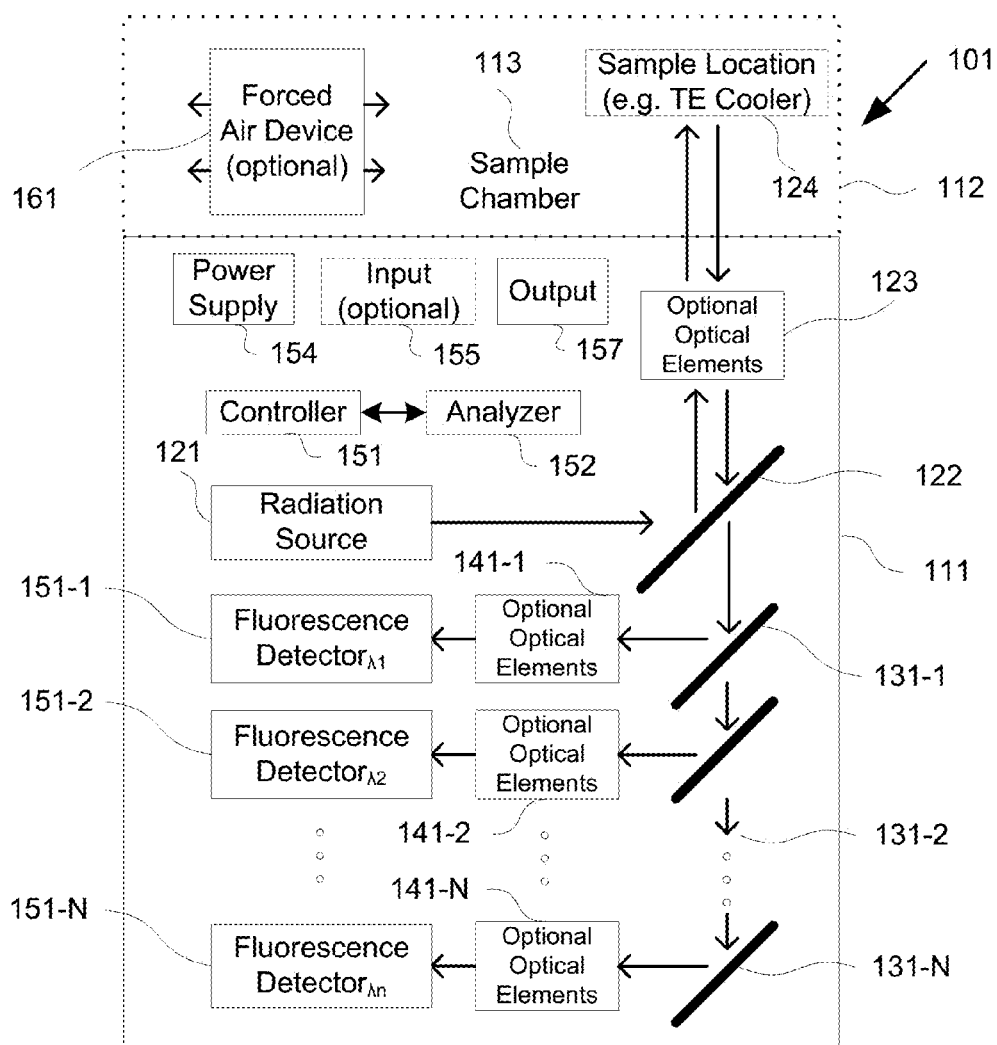 Forced
Air Device
(optional)
113
Sample
Chamber
Sample Location
(e.g. TE Cooler)
101
161
124
112
Power
Supply
154
Input
(optional)
155
Output
157
Optional
Optical
Elements
123
Controller
151
Analyzer
152
121
Radiation
Source
122
111
151-1
Fluorescence
Detectorλ1
141-1
Optional
Optical
Elements
131-1
151-2
Fluorescence
Detectorλ2
Optional
Optical
Elements
141-2
131-2
151-N
Fluorescence
Detectorλn
141-N
Optional
Optical
Elements
131-N